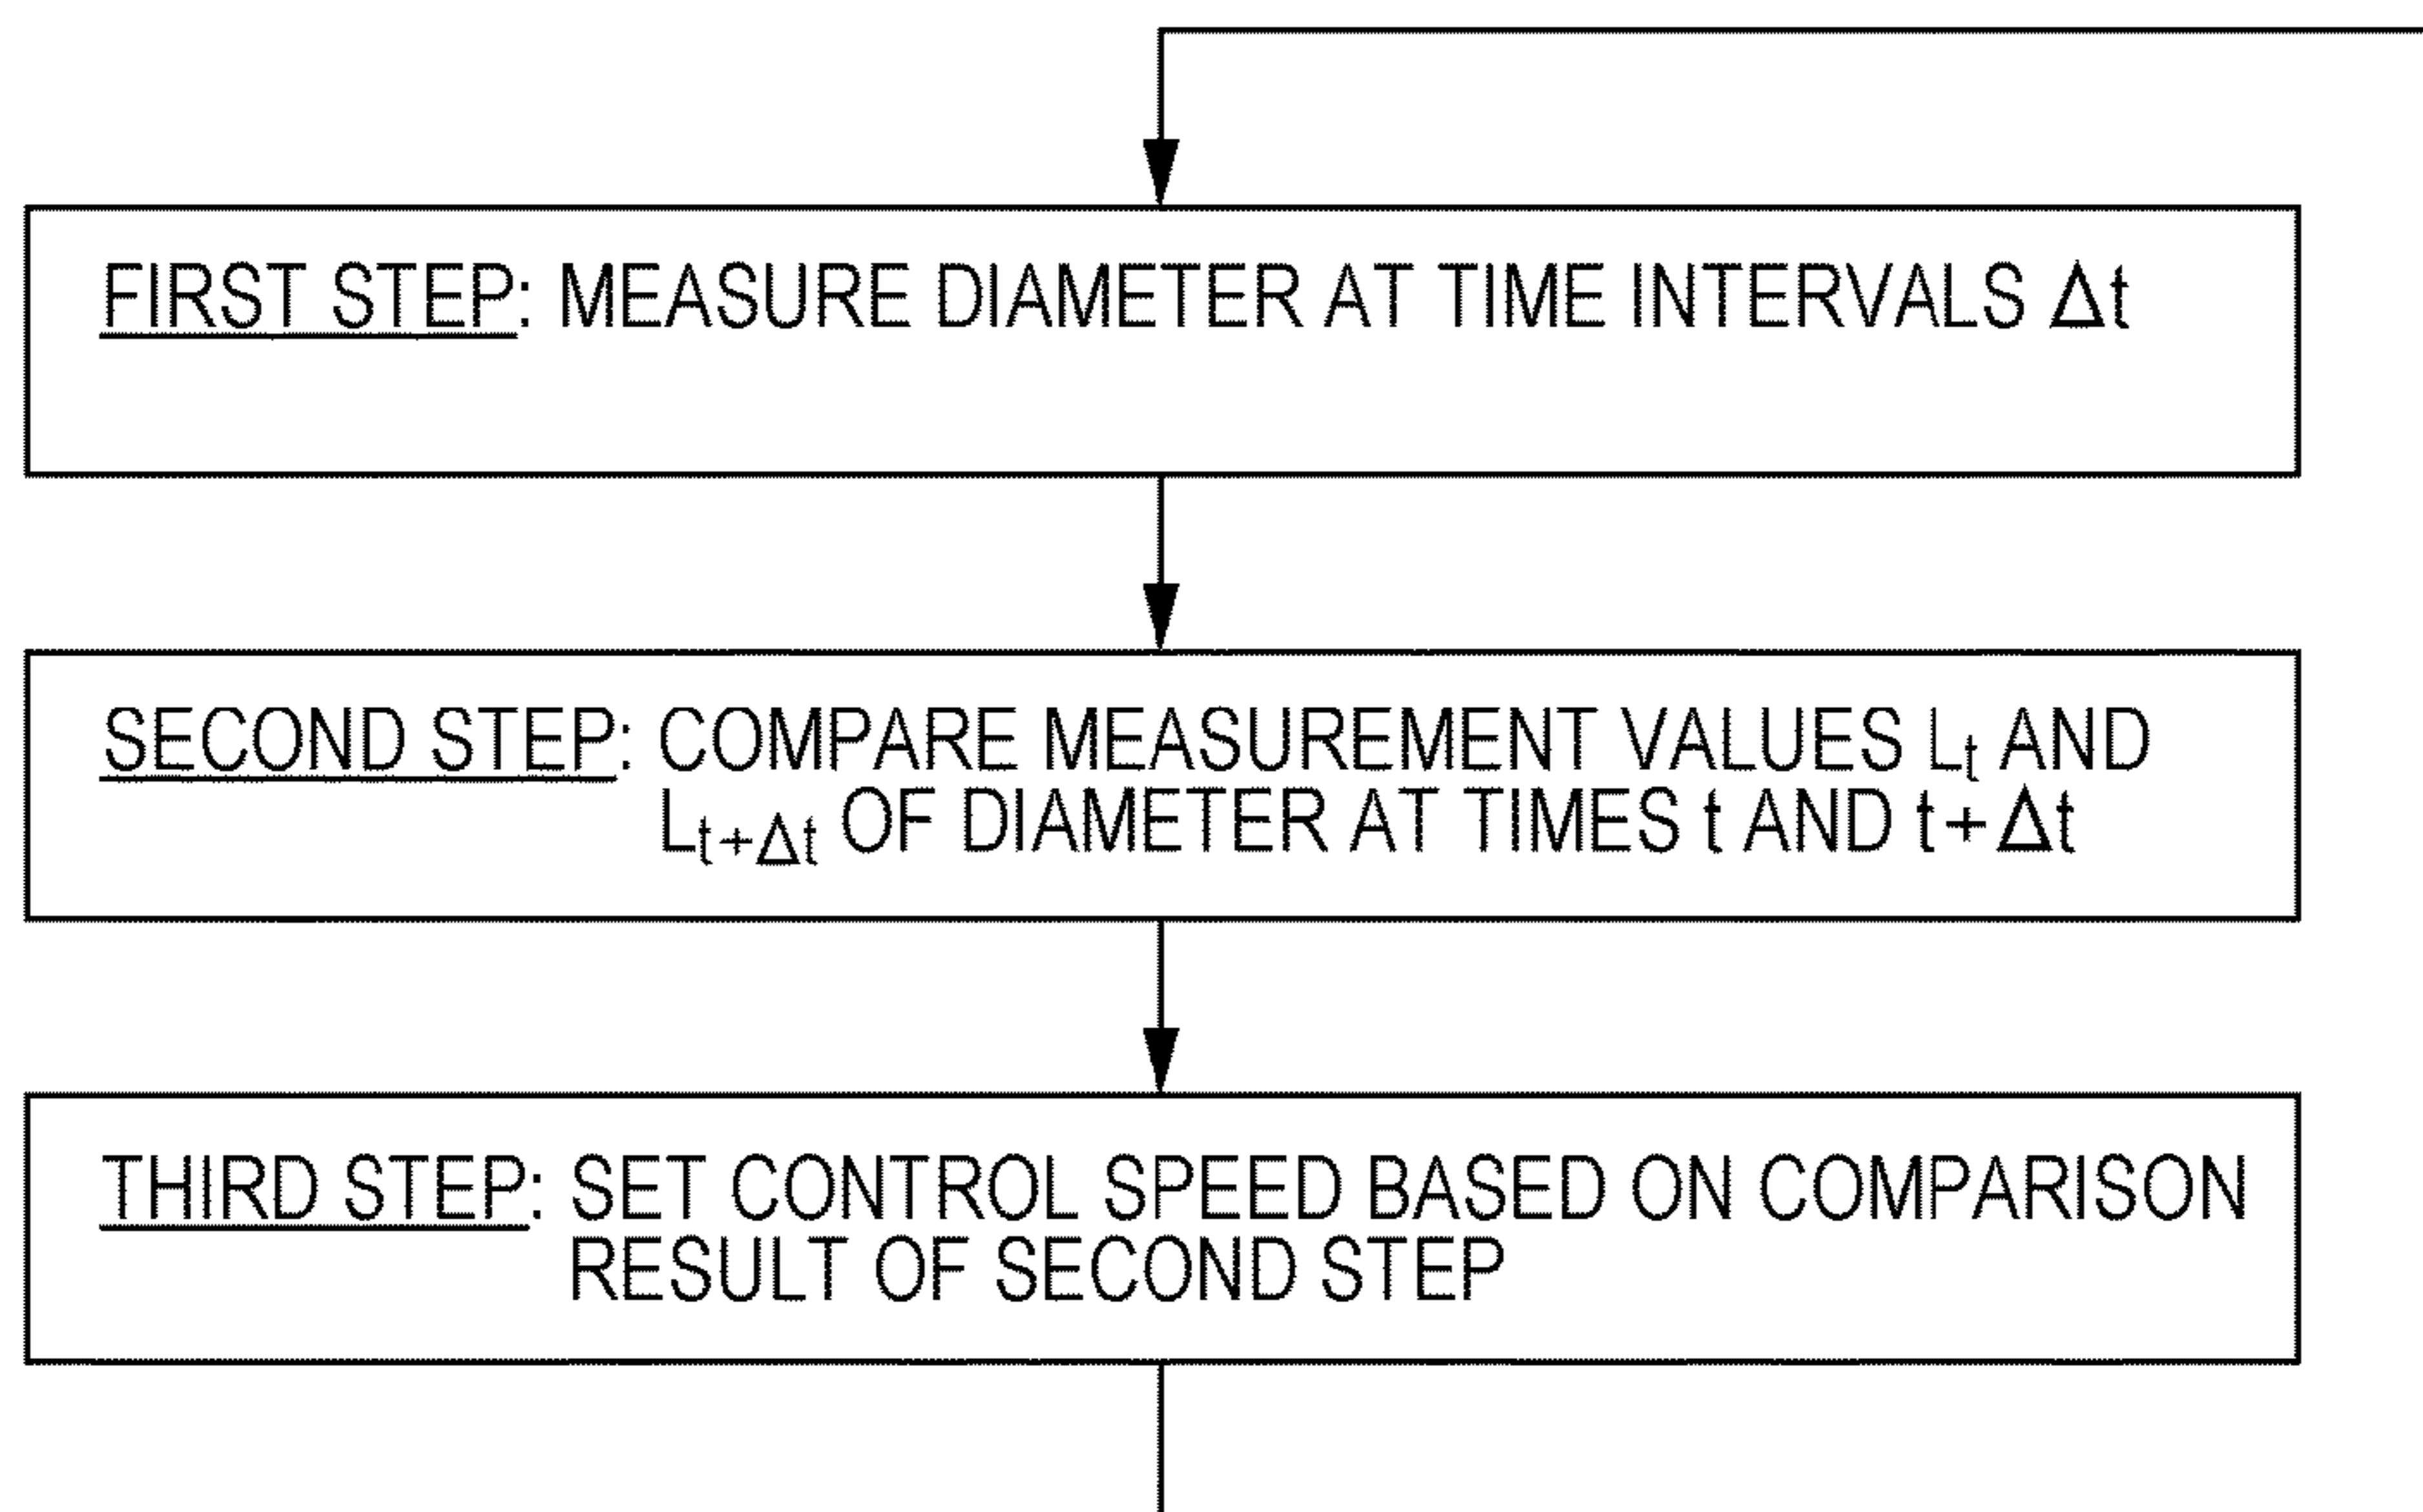 FIRST STEP: MEASURE DIAMETER AT TIME INTERVALS Δt
SECOND STEP: COMPARE MEASUREMENT VALUES Lt AND
Lt+Δt OF DIAMETER AT TIMES t AND t+Δt
THIRD STEP: SET CONTROL SPEED BASED ON COMPARISON
RESULT OF SECOND STEP